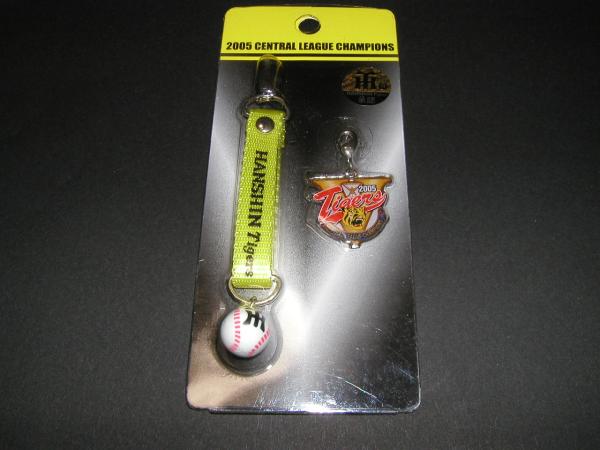 2005 CENTRAL LEAGUE CHAMPIONS
HANSHIN Tigers
2005
Tigers